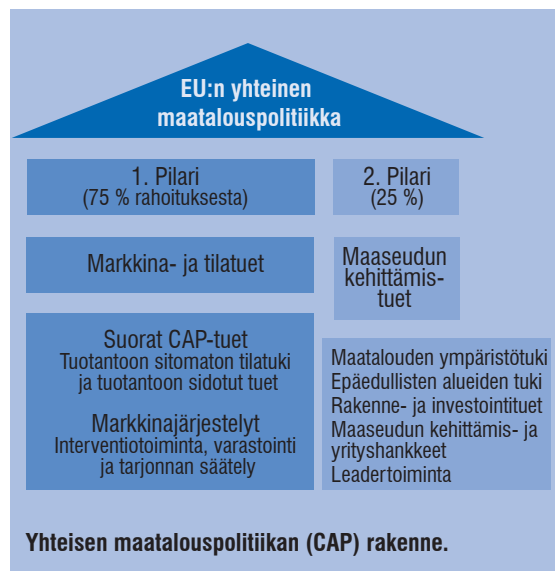 EU:n yhteinen
maatalouspolitiikka
1. Pilari
(75 % rahoituksesta)
2. Pilari
(25 %)
Markkina- ja tilatuet
Maaseudun
kehittämis-
tuet
Suorat CAP-tuet
Tuotantoon sitomaton tilatuki
ja tuotantoon sidotut tuet
Markkinajärjestelyt
Interventiotoiminta, varastointi
ja tarjonnan säätely
Maatalouden ympäristötuki
Epäedullisten alueiden tuki
Rakenne- ja investointituet
Maaseudun kehittämis- ja
yrityshankkeet
Leadertoiminta
Yhteisen maatalouspolitiikan (CAP) rakenne.